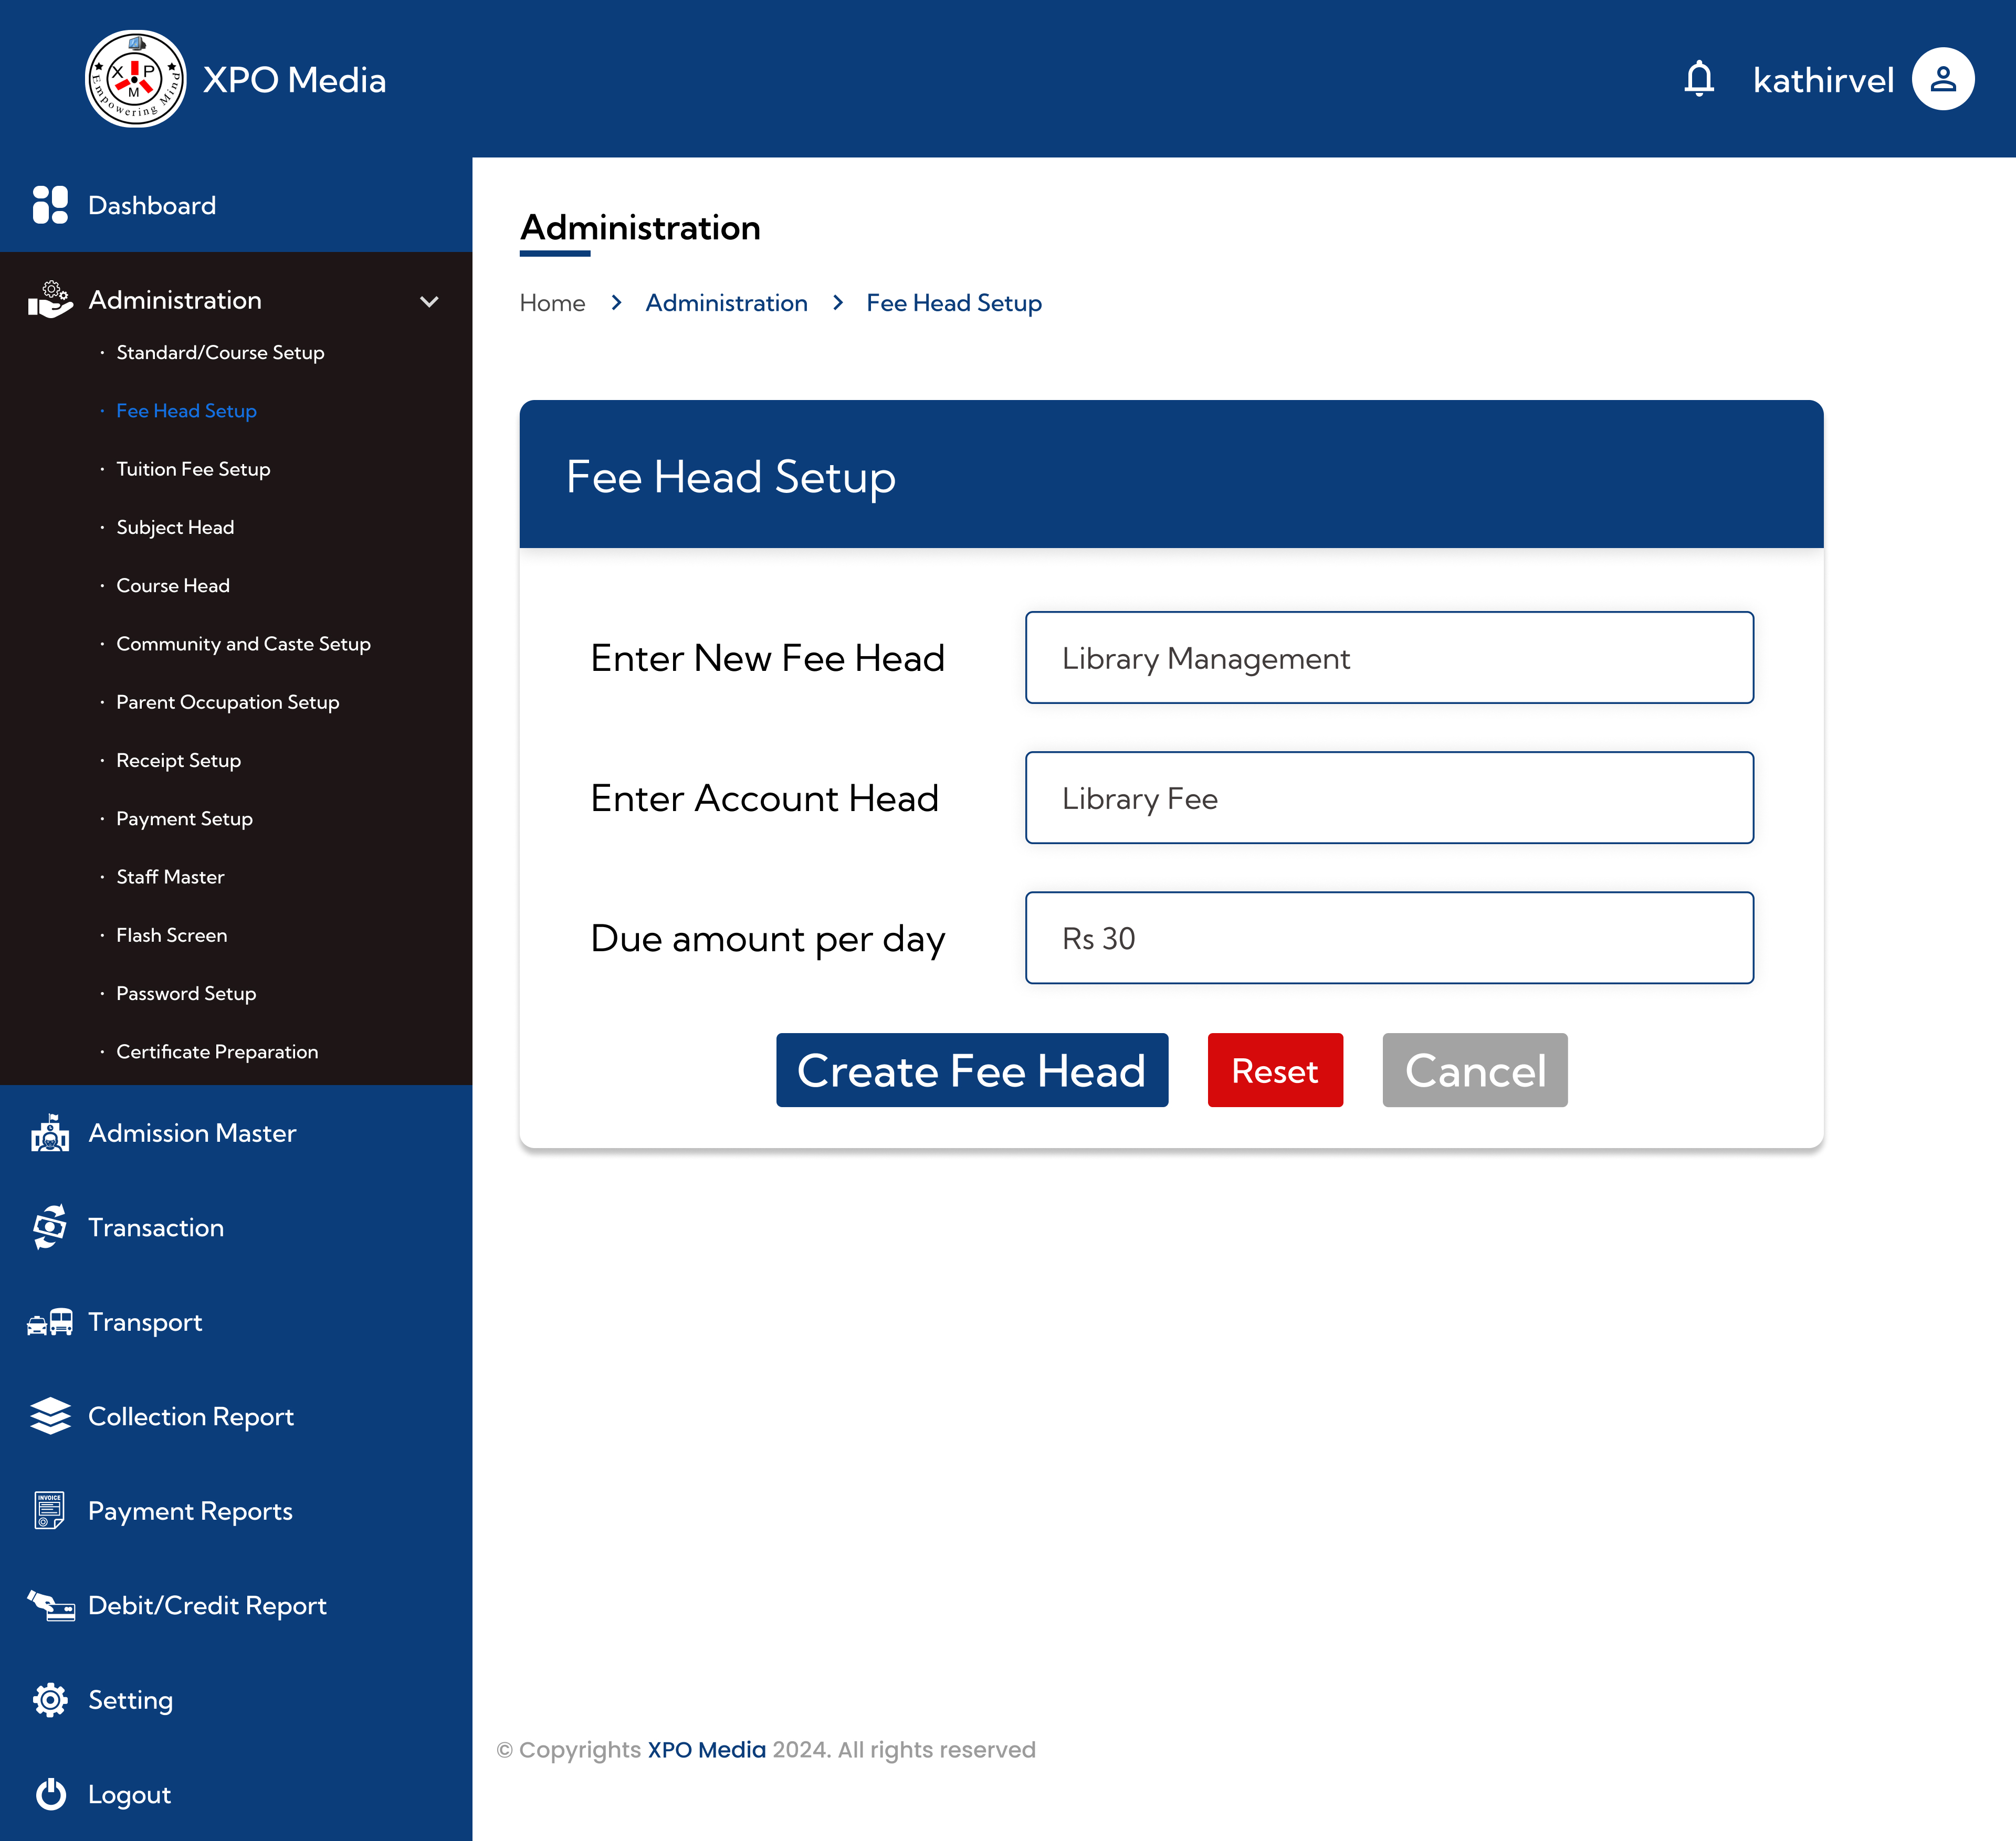 X P M
Empowering Mind
XPO Media
kathirvel
Dashboard
Administration
· Standard/Course Setup
· Fee Head Setup
· Tuition Fee Setup
· Subject Head
· Course Head
· Community and Caste Setup
· Parent Occupation Setup
· Receipt Setup
· Payment Setup
· Staff Master
· Flash Screen
· Password Setup
· Certificate Preparation
Admission Master
Transaction
Transport
Collection Report
INVOICE
Payment Reports
Debit/Credit Report
Setting
Logout
Administration
Home > Administration > Fee Head Setup
Fee Head Setup
Enter New Fee Head Library Management
Enter Account Head Library Fee
Due amount per day Rs 30
Create Fee Head Reset Cancel
© Copyrights XPO Media 2024. All rights reserved